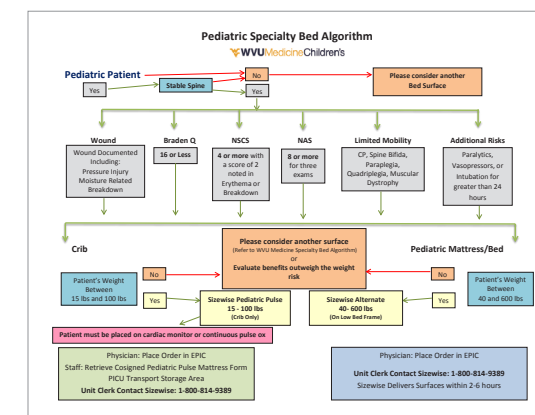 Pediatric Specialty Bed Algorithm
WVUMedicineChildren's
Pediatric Patient
Yes
Stable Spine
No
Yes
Please consider another
Bed Surface
Wound
Wound Documented
Including:
Pressure Injury
Moisture Related
Breakdown
Braden Q
16 or Less
NSCS
4 or more with
a score of 2
noted in
Erythema or
Breakdown
NAS
8 or more
for three
exams
Limited Mobility
CP, Spine Bifida,
Paraplegia,
Quadriplegia, Muscular
Dystrophy
Additional Risks
Paralytics,
Vasopressors, or
Intubation for
greater than 24
hours
Crib
Please consider another surface
(Refer to WVU Medicine Specialty Bed Algorithm)
or
Evaluate benefits outweigh the weight
risk
Pediatric Mattress/Bed
Patient's Weight
Between
15 lbs and 100 lbs
No
Yes
Sizewise Pediatric Pulse
15 - 100 lbs
(Crib Only)
Sizewise Alternate
40- 600 lbs
(On Low Bed Frame)
No
Yes
Patient's Weight
Between
40 and 600 lbs
Patient must be placed on cardiac monitor or continuous pulse ox
Physician: Place Order in EPIC
Staff: Retrieve Cosigned Pediatric Pulse Mattress Form
PICU Transport Storage Area
Unit Clerk Contact Sizewise: 1-800-814-9389
Physician: Place Order in EPIC
Unit Clerk Contact Sizewise: 1-800-814-9389
Sizewise Delivers Surfaces within 2-6 hours